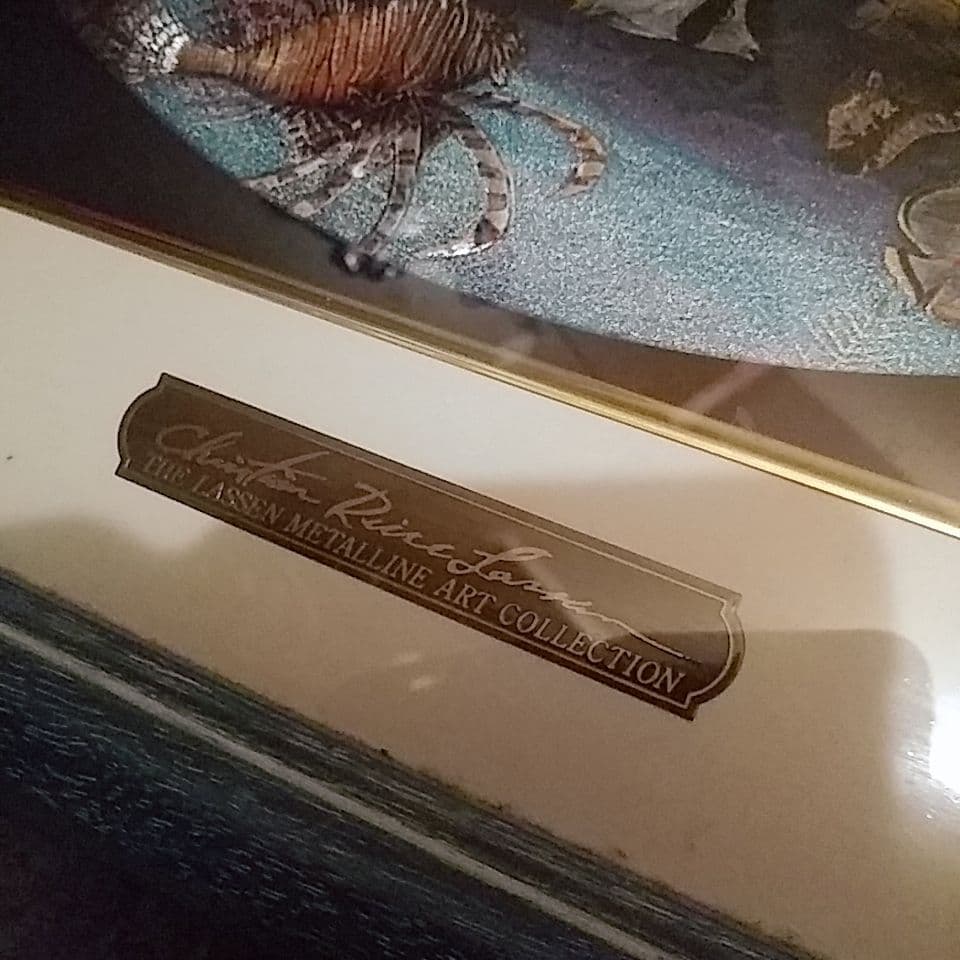 Christian Riese Lassen
THE LASSEN METALLINE ART COLLECTION